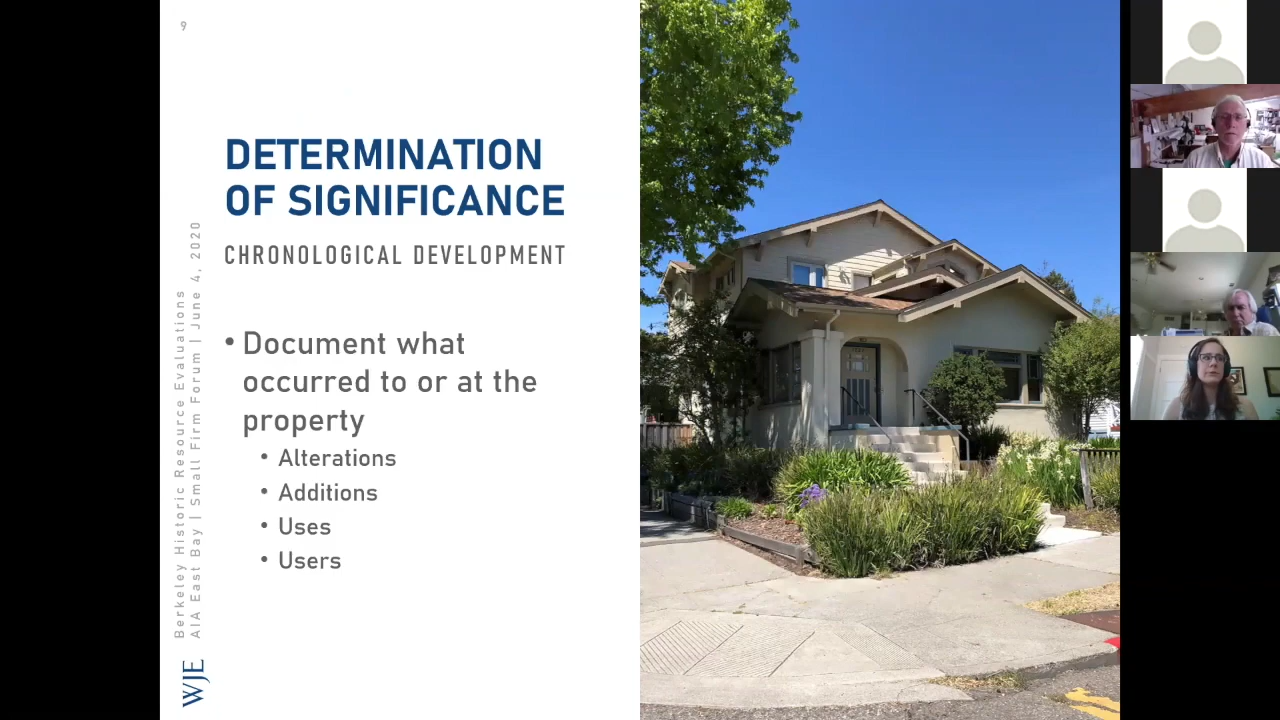 9
DETERMINATION
OF SIGNIFICANCE
CHRONOLOGICAL DEVELOPMENT
• Document what
occurred to or at the
property
• Alterations
• Additions
• Uses
• Users
Berkeley Historic Resource Evaluations
AIA East Bay | Small Firm Forum | June 4, 2020
WJE